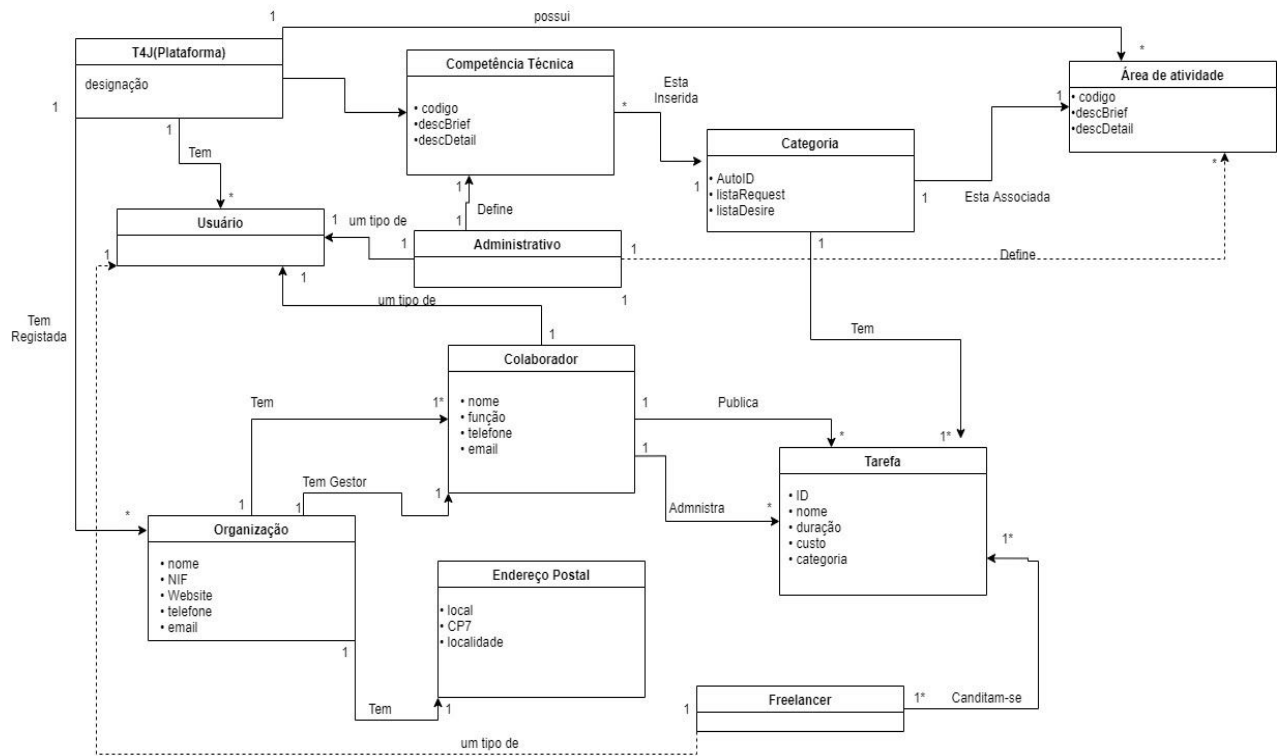 1
possui
T4J(Plataforma)
designação
1
1
*
Competência Técnica
• codigo
•descBrief
•descDetail
Esta
Inserida
*
1
Área de atividade
• codigo
•descBrief
•descDetail
1
*
Categoria
• AutoID
• listaRequest
• listaDesire
1
Esta Associada
1
Tem
*
Usuário
1
1
1
um tipo de
1
1
Define
1
Administrativo
1
1
Define
um tipo de
1
Tem
Registada
*
Colaborador
• nome
• função
• telefone
• email
Tem
1*
1
Tem Gestor
1
1
1
Publica
*
1
Admnistra
*
Tem
1*
Tarefa
• ID
• nome
• duração
• custo
• categoria
1*
Organização
• nome
• NIF
• Website
• telefone
• email
1
Tem
1
Endereço Postal
• local
• CP7
• localidade
Freelancer
1
1*
Canditam-se
um tipo de